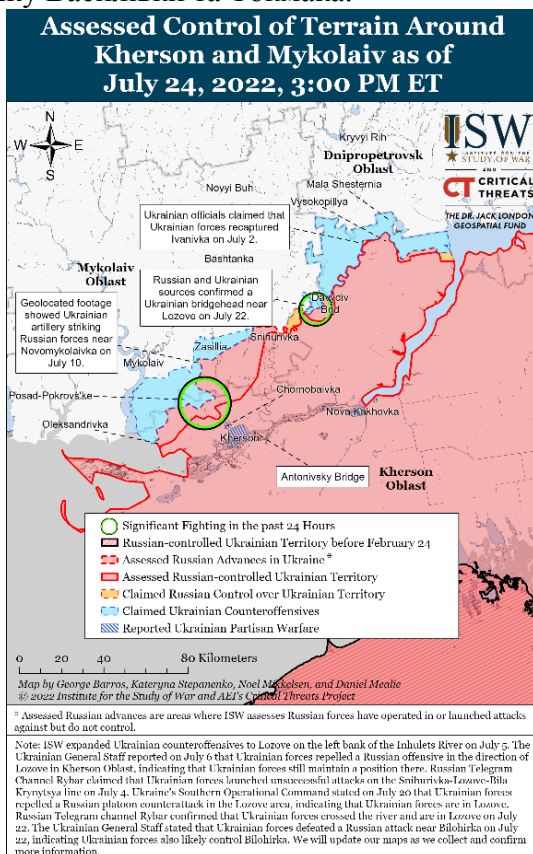 Assessed Control of Terrain Around
Kherson and Mykolaiv as of
July 24, 2022, 3:00 PM ET
N
W E
S
Kryvyi Rih
ISW
INSTITUTE FOR THE
STUDY OF WAR
AND
CT CRITICAL
THREATS
THE DR. JACK LONDON
GEOSPATIAL FUND
Dnipropetrovsk
Oblast
Novyi Buh
Mala Shesternia
Vysokopillya
Ukrainian officials claimed that
Ukrainian forces recaptured
Ivanivka on July 2.
Bashtanka
Mykolaiv
Oblast
Russian and Ukrainian
sources confirmed a
Ukrainian bridgehead near
Lozove on July 22.
Davydiv
Brid
Geolocated footage
showed Ukrainian
artillery striking
Russian forces near
Novomykolaivka on
July 10.
Snihurivka
Zasillia
Mykolaiv
Chornobaivka
Posad-Pokrovs'ke
Nova Kakhovka
Oleksandrivka
Kherson
Antonivsky Bridge
Kherson
Oblast
Significant Fighting in the past 24 Hours
Russian-controlled Ukrainian Territory before February 24
Assessed Russian Advances in Ukraine*
Assessed Russian-controlled Ukrainian Territory
Claimed Russian Control over Ukrainian Territory
Claimed Ukrainian Counteroffensives
Reported Ukrainian Partisan Warfare
0 20 40 80 Kilometers
Map by George Barros, Kateryna Stepanenko, Noel Mikkelsen, and Daniel Mealie
© 2022 Institute for the Study of War and AEI's Critical Threats Project
* Assessed Russian advances are areas where ISW assesses Russian forces have operated in or launched attacks
against but do not control.
Note: ISW expanded Ukrainian counteroffensives to Lozove on the left bank of the Inhulets River on July 5. The
Ukrainian General Staff reported on July 6 that Ukrainian forces repelled a Russian offensive in the direction of
Lozove in Kherson Oblast, indicating that Ukrainian forces still maintain a position there. Russian Telegram
Channel Rybar claimed that Ukrainian forces launched unsuccessful attacks on the Snihurivka-Lozove-Bila
Krynytsya line on July 4. Ukraine's Southern Operational Command stated on July 20 that Ukrainian forces
repelled a Russian platoon counterattack in the Lozove area, indicating that Ukrainian forces are in Lozove.
Russian Telegram channel Rybar confirmed that Ukrainian forces crossed the river and are in Lozove on July
22. The Ukrainian General Staff stated that Ukrainian forces defeated a Russian attack near Bilohirka on July
22, indicating Ukrainian forces also likely control Bilohirka. We will update our maps as we collect and confirm
more information.